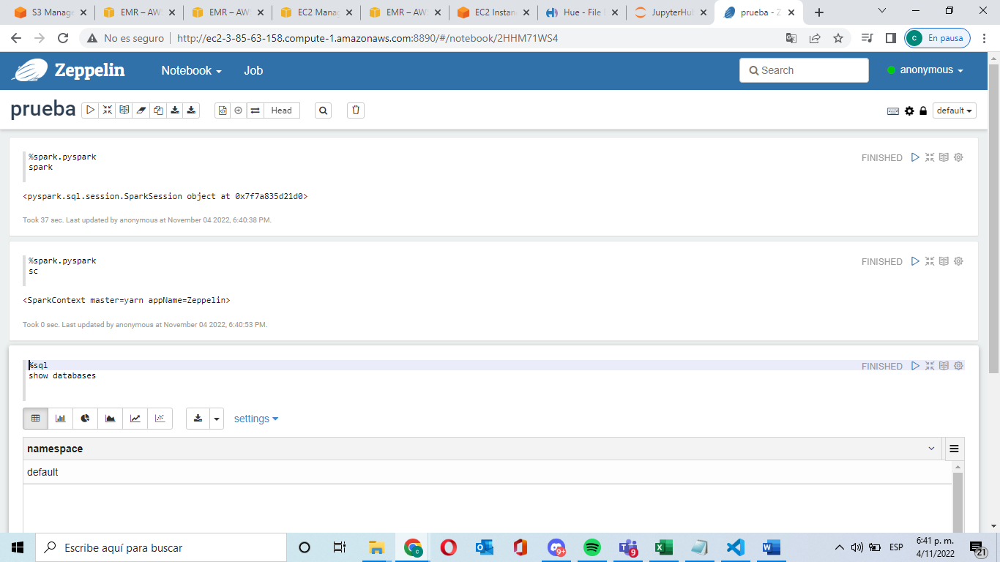 S3 Manage
EMR – AW
EMR – AW
EC2 Manag
EMR – AW
EC2 Instan
Hue - File
JupyterHu
prueba - Z
No es seguro
http://ec2-3-85-63-158.compute-1.amazonaws.com:8890/#/notebook/2HHM71WS4
c
En pausa
Zeppelin
Notebook
Job
Search
anonymous
prueba
Head
default
%spark.pyspark
FINISHED
spark
<pyspark.sql.session.SparkSession object at 0x7f7a835d21d0>
Took 37 sec. Last updated by anonymous at November 04 2022, 6:40:38 PM.
%spark.pyspark
FINISHED
sc
<SparkContext master=yarn appName=Zeppelin>
Took 0 sec. Last updated by anonymous at November 04 2022, 6:40:53 PM.
%sql
FINISHED
show databases
settings
namespace
default
Escribe aquí para buscar
c
9+
9
ESP
6:41 p. m.
4/11/2022
21